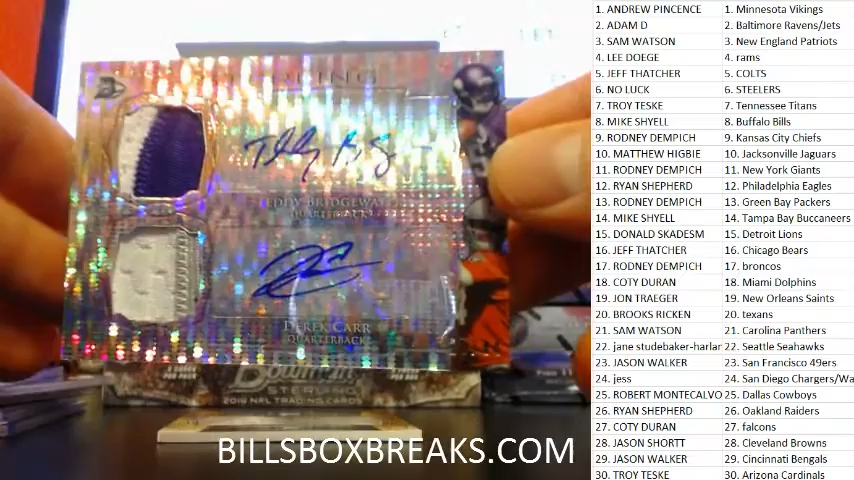 STERLING
Teddy B
TEDDY BRIDGEWATER
QUARTERBACK
DEREK CARR
QUARTERBACK
Bowman
STERLING
2014 NFL TRADING CARDS
BILLSBOXBREAKS.COM
1. ANDREW PINCENCE 1. Minnesota Vikings
2. ADAM D 2. Baltimore Ravens/Jets
3. SAM WATSON 3. New England Patriots
4. LEE DOEGE 4. rams
5. JEFF THATCHER 5. COLTS
6. NO LUCK 6. STEELERS
7. TROY TESKE 7. Tennessee Titans
8. MIKE SHYELL 8. Buffalo Bills
9. RODNEY DEMPICH 9. Kansas City Chiefs
10. MATTHEW HIGBIE 10. Jacksonville Jaguars
11. RODNEY DEMPICH 11. New York Giants
12. RYAN SHEPHERD 12. Philadelphia Eagles
13. RODNEY DEMPICH 13. Green Bay Packers
14. MIKE SHYELL 14. Tampa Bay Buccaneers
15. DONALD SKADESM 15. Detroit Lions
16. JEFF THATCHER 16. Chicago Bears
17. RODNEY DEMPICH 17. broncos
18. COTY DURAN 18. Miami Dolphins
19. JON TRAEGER 19. New Orleans Saints
20. BROOKS RICKEN 20. texans
21. SAM WATSON 21. Carolina Panthers
22. jane studebaker-harlar 22. Seattle Seahawks
23. JASON WALKER 23. San Francisco 49ers
24. jess 24. San Diego Chargers/Wa
25. ROBERT MONTECALVO 25. Dallas Cowboys
26. RYAN SHEPHERD 26. Oakland Raiders
27. COTY DURAN 27. falcons
28. JASON SHORTT 28. Cleveland Browns
29. JASON WALKER 29. Cincinnati Bengals
30. TROY TESKE 30. Arizona Cardinals